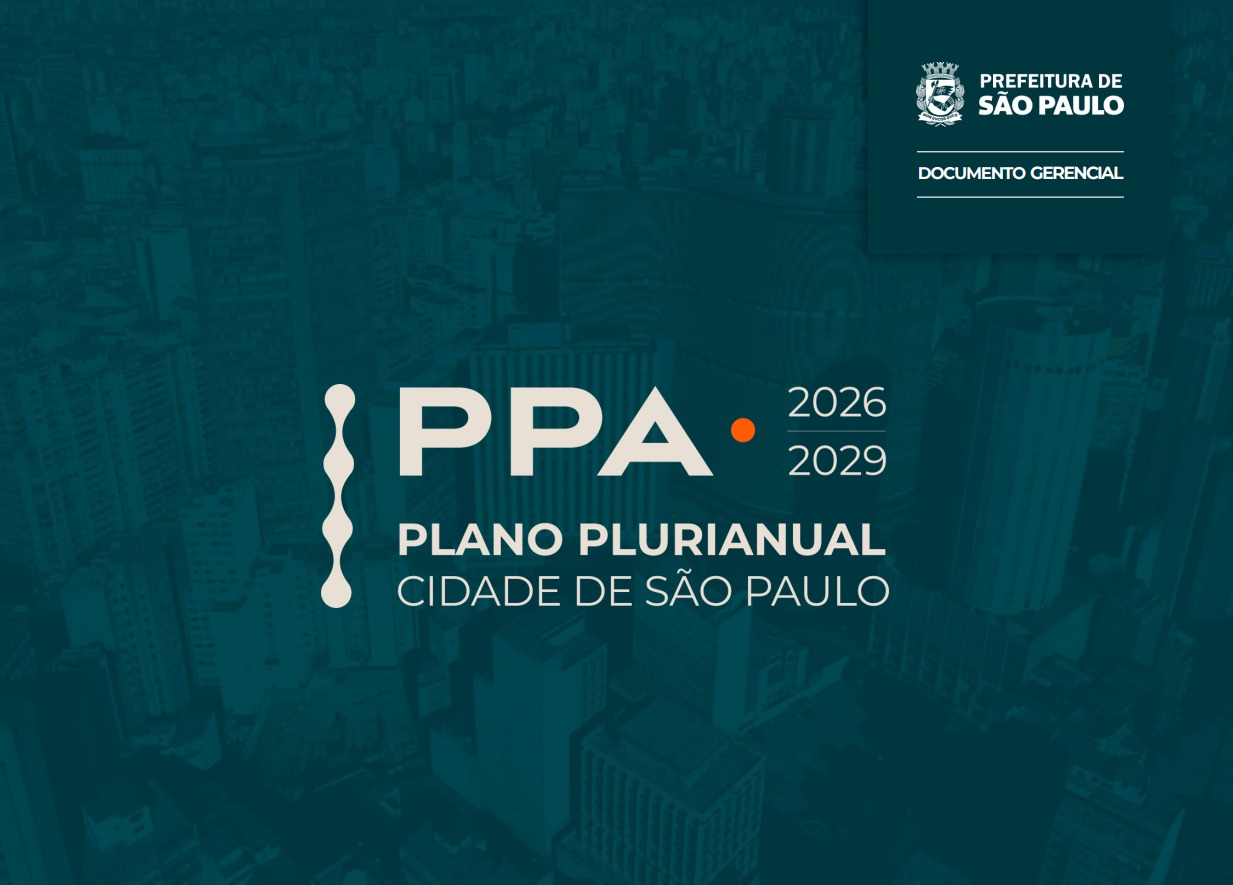 PREFEITURA DE
SÃO PAULO
DOCUMENTO GERENCIAL
PPA
2026
2029
PLANO PLURIANUAL
CIDADE DE SÃO PAULO